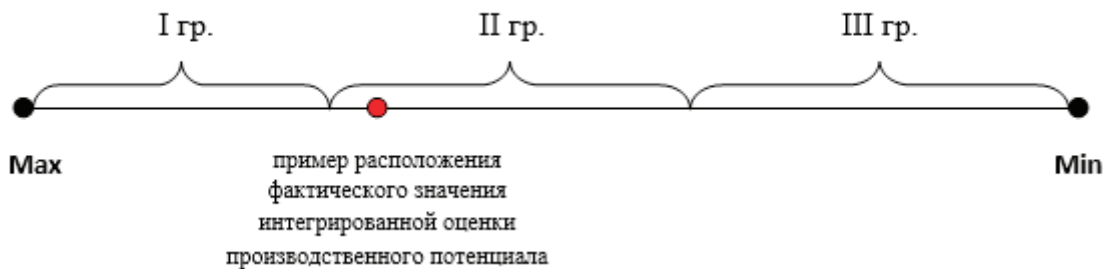 I гр.
II гр.
III гр.
Max
Min
пример расположения
фактического значения
интегрированной оценки
производственного потенциала